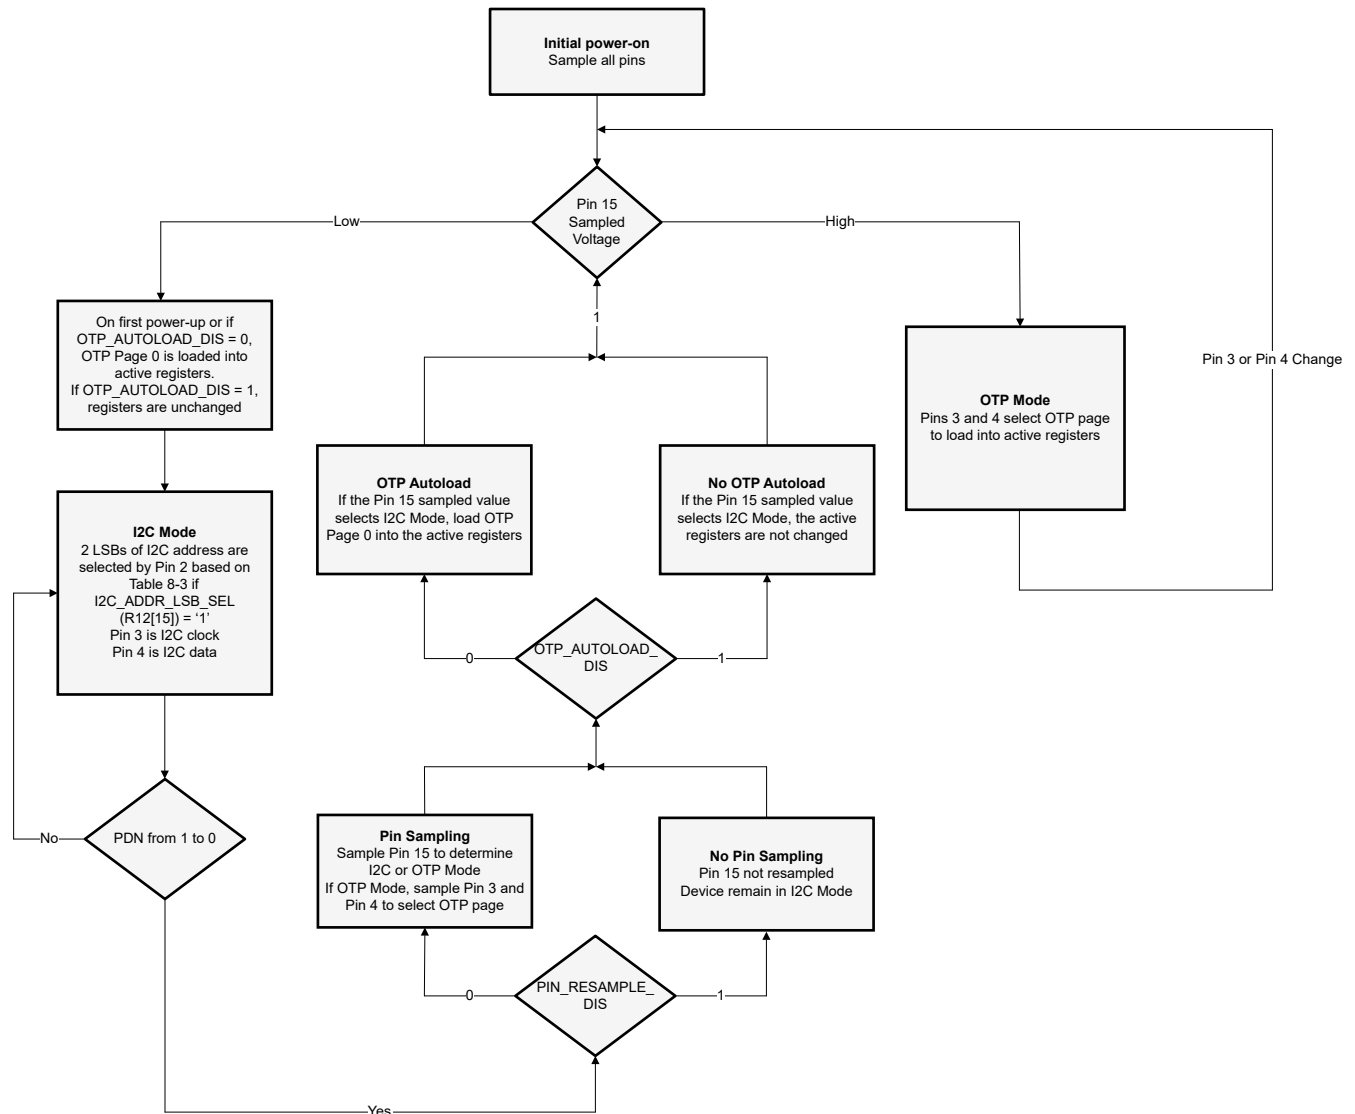 Initial power-on
Sample all pins
Pin 15
Sampled
Voltage
Low
High
1
On first power-up or if
OTP_AUTOLOAD_DIS = 0,
OTP Page 0 is loaded into
active registers.
If OTP_AUTOLOAD_DIS = 1,
registers are unchanged
OTP Mode
Pins 3 and 4 select OTP page
to load into active registers
Pin 3 or Pin 4 Change
OTP Autoload
If the Pin 15 sampled value
selects I2C Mode, load OTP
Page 0 into the active registers
No OTP Autoload
If the Pin 15 sampled value
selects I2C Mode, the active
registers are not changed
I2C Mode
2 LSBs of I2C address are
selected by Pin 2 based on
Table 8-3 if
I2C_ADDR_LSB_SEL
(R12[15]) = ‘1’
Pin 3 is I2C clock
Pin 4 is I2C data
OTP_AUTOLOAD_
DIS
0
1
PDN from 1 to 0
No
Yes
Pin Sampling
Sample Pin 15 to determine
I2C or OTP Mode
If OTP Mode, sample Pin 3 and
Pin 4 to select OTP page
No Pin Sampling
Pin 15 not resampled
Device remain in I2C Mode
PIN_RESAMPLE_
DIS
0
1